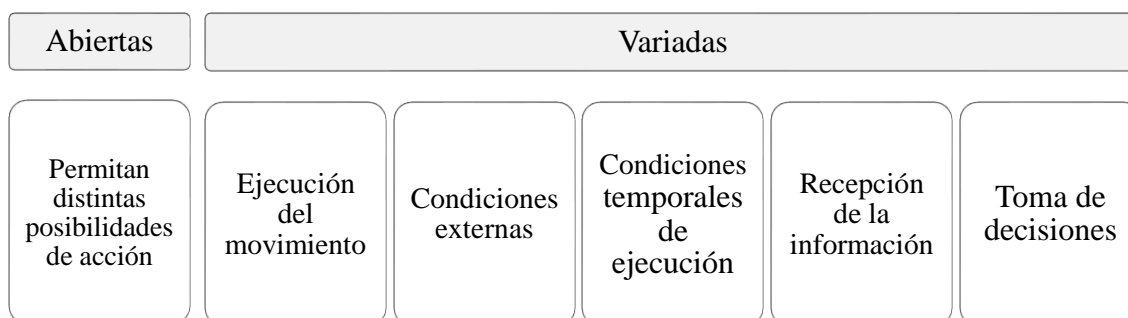 Abiertas
Variadas
Permitan
distintas
posibilidades
de acción
Ejecución
del
movimiento
Condiciones
externas
Condiciones
temporales
de
ejecución
Recepción
de la
información
Toma de
decisiones